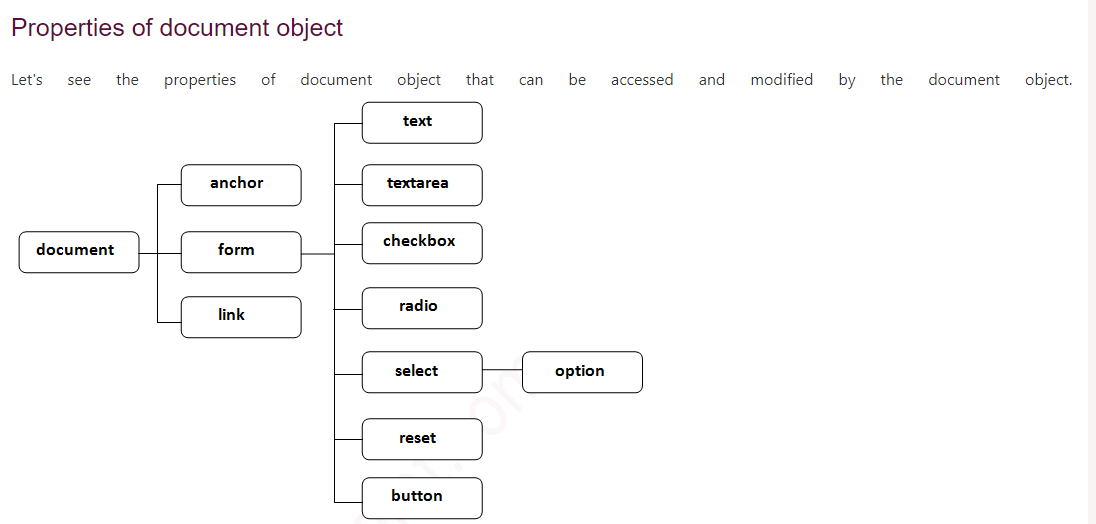 Properties of document object
Let's see the properties of document object that can be accessed and modified by the document object.
text
anchor
textarea
checkbox
document
form
link
radio
select
option
reset
button